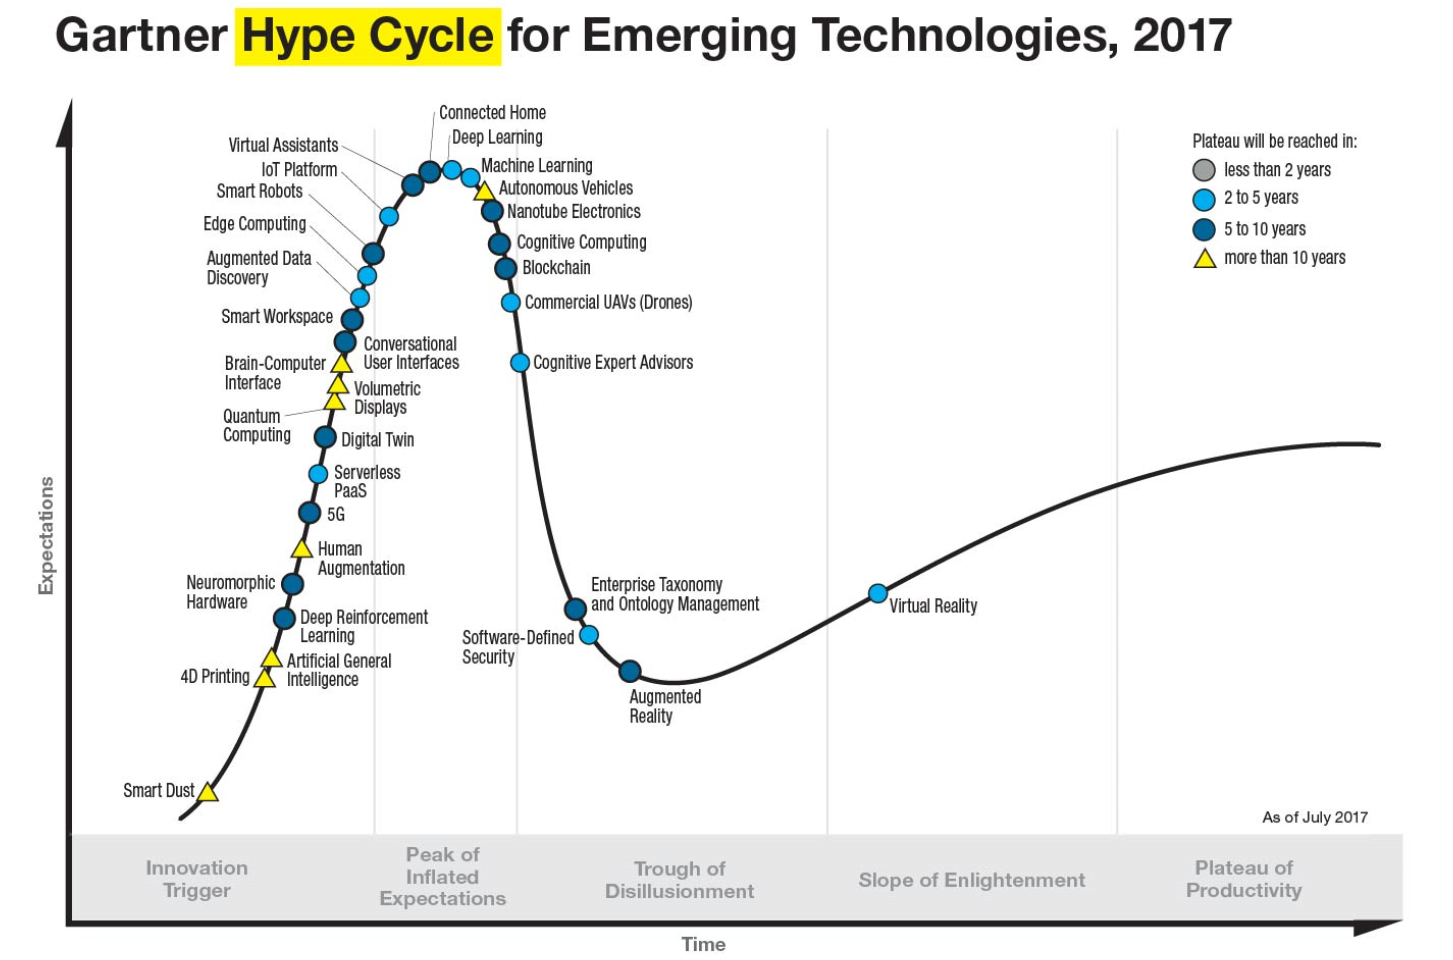 Gartner Hype Cycle for Emerging Technologies, 2017
Connected Home
Deep Learning
Virtual Assistants
Machine Learning
IoT Platform
Autonomous Vehicles
Smart Robots
Nanotube Electronics
Edge Computing
Cognitive Computing
Augmented Data
Discovery
Blockchain
Commercial UAVs (Drones)
Smart Workspace
Conversational
User Interfaces
Cognitive Expert Advisors
Brain-Computer
Interface
Volumetric
Displays
Quantum
Computing
Digital Twin
Serverless
PaaS
5G
Human
Augmentation
Neuromorphic
Hardware
Deep Reinforcement
Learning
Artificial General
Intelligence
4D Printing
Smart Dust
Enterprise Taxonomy
and Ontology Management
Software-Defined
Security
Augmented
Reality
Virtual Reality
Plateau will be reached in:
less than 2 years
2 to 5 years
5 to 10 years
more than 10 years
Expectations
As of July 2017
Innovation
Trigger
Peak of
Inflated
Expectations
Trough of
Disillusionment
Slope of Enlightenment
Plateau of
Productivity
Time